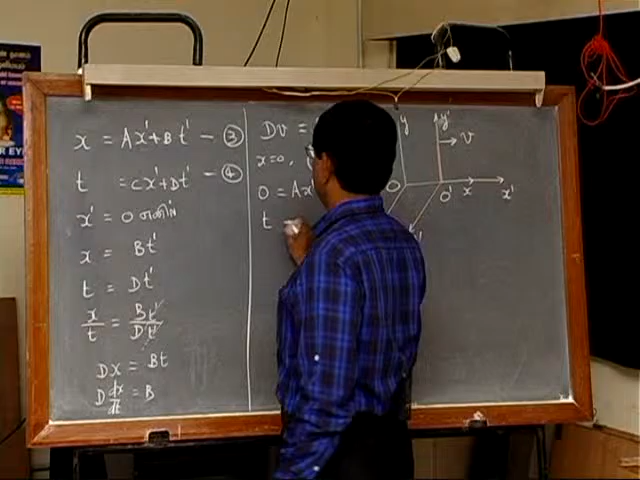 x = Ax' + Bt' — ③
t = Cx' + Dt' — ④
x' = 0 எனில்
x = Bt'
t = Dt'
x/t = Bt'/Dt'
Dx = Bt
D dx/dt = B
Dv =
x=0,
0 = Ax
t
y
y'
v
O
O'
x
x'